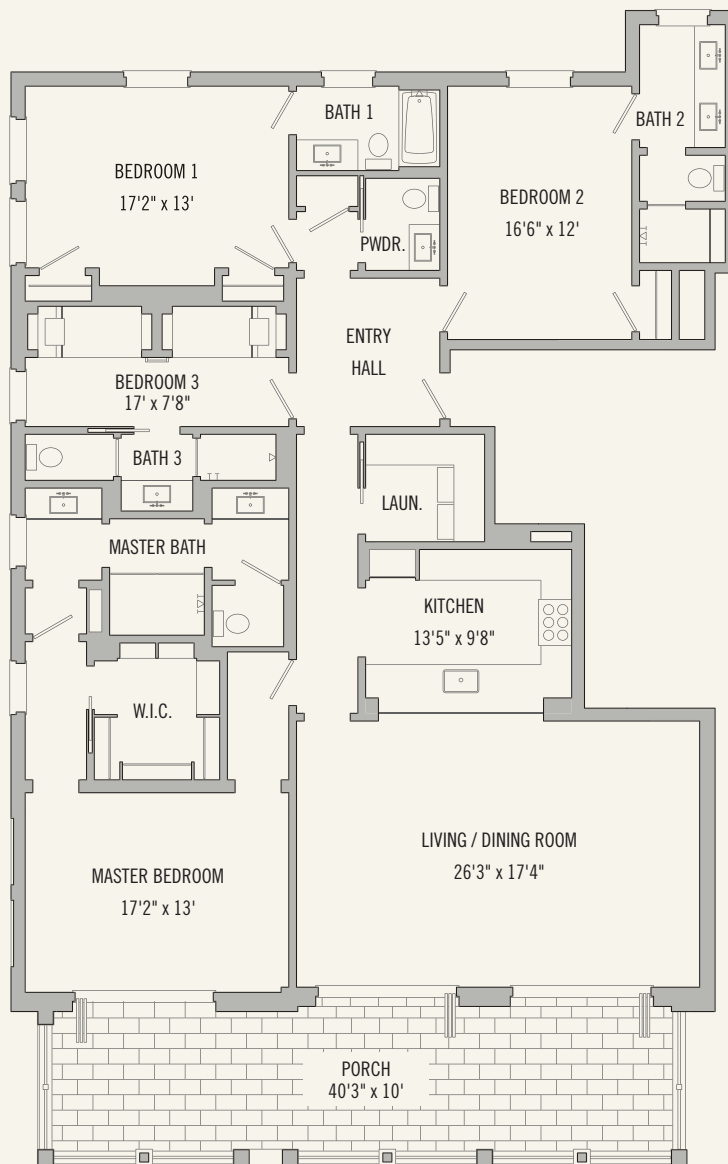 BATH 1
BATH 2
BEDROOM 1
17'2" x 13'
BEDROOM 2
16'6" x 12'
PWDR.
ENTRY
HALL
BEDROOM 3
17' x 7'8"
BATH 3
LAUN.
MASTER BATH
KITCHEN
13'5" x 9'8"
W.I.C.
LIVING / DINING ROOM
26'3" x 17'4"
MASTER BEDROOM
17'2" x 13'
PORCH
40'3" x 10'